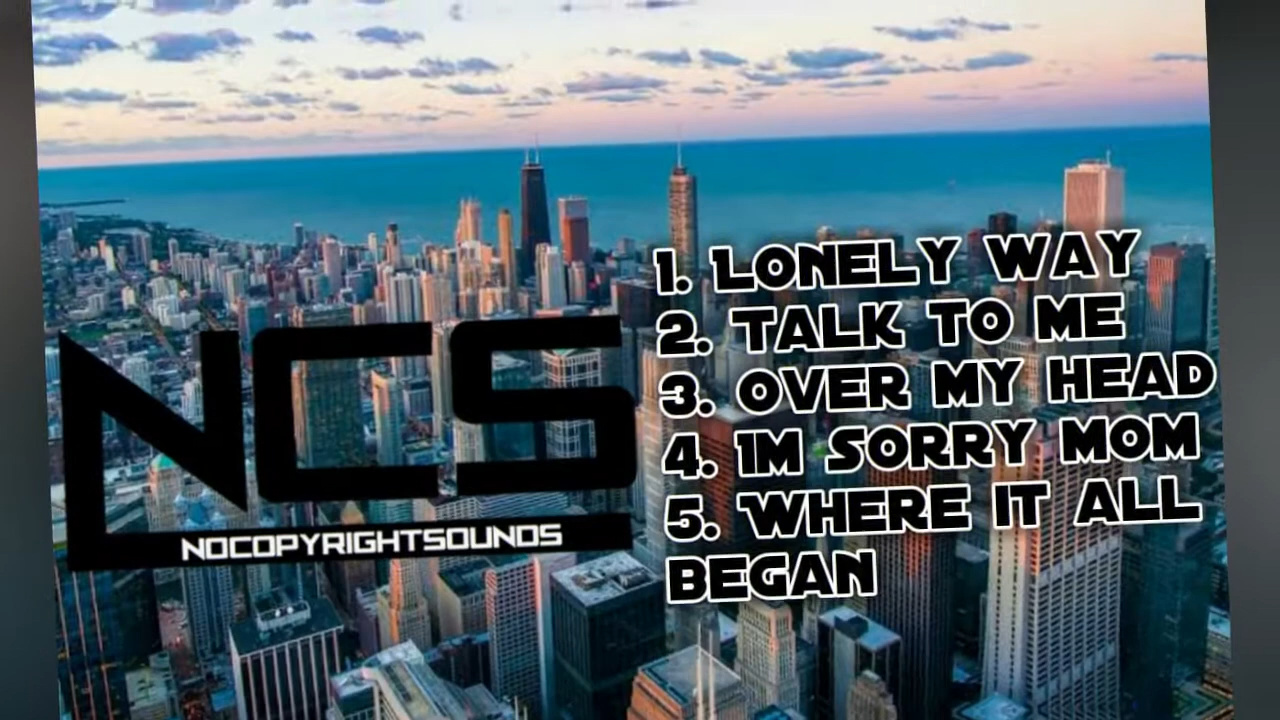 NCS
NOCOPYRIGHTSOUNDS
1. LONELY WAY
2. TALK TO ME
3. OVER MY HEAD
4. IM SORRY MOM
5. WHERE IT ALL
BEGAN